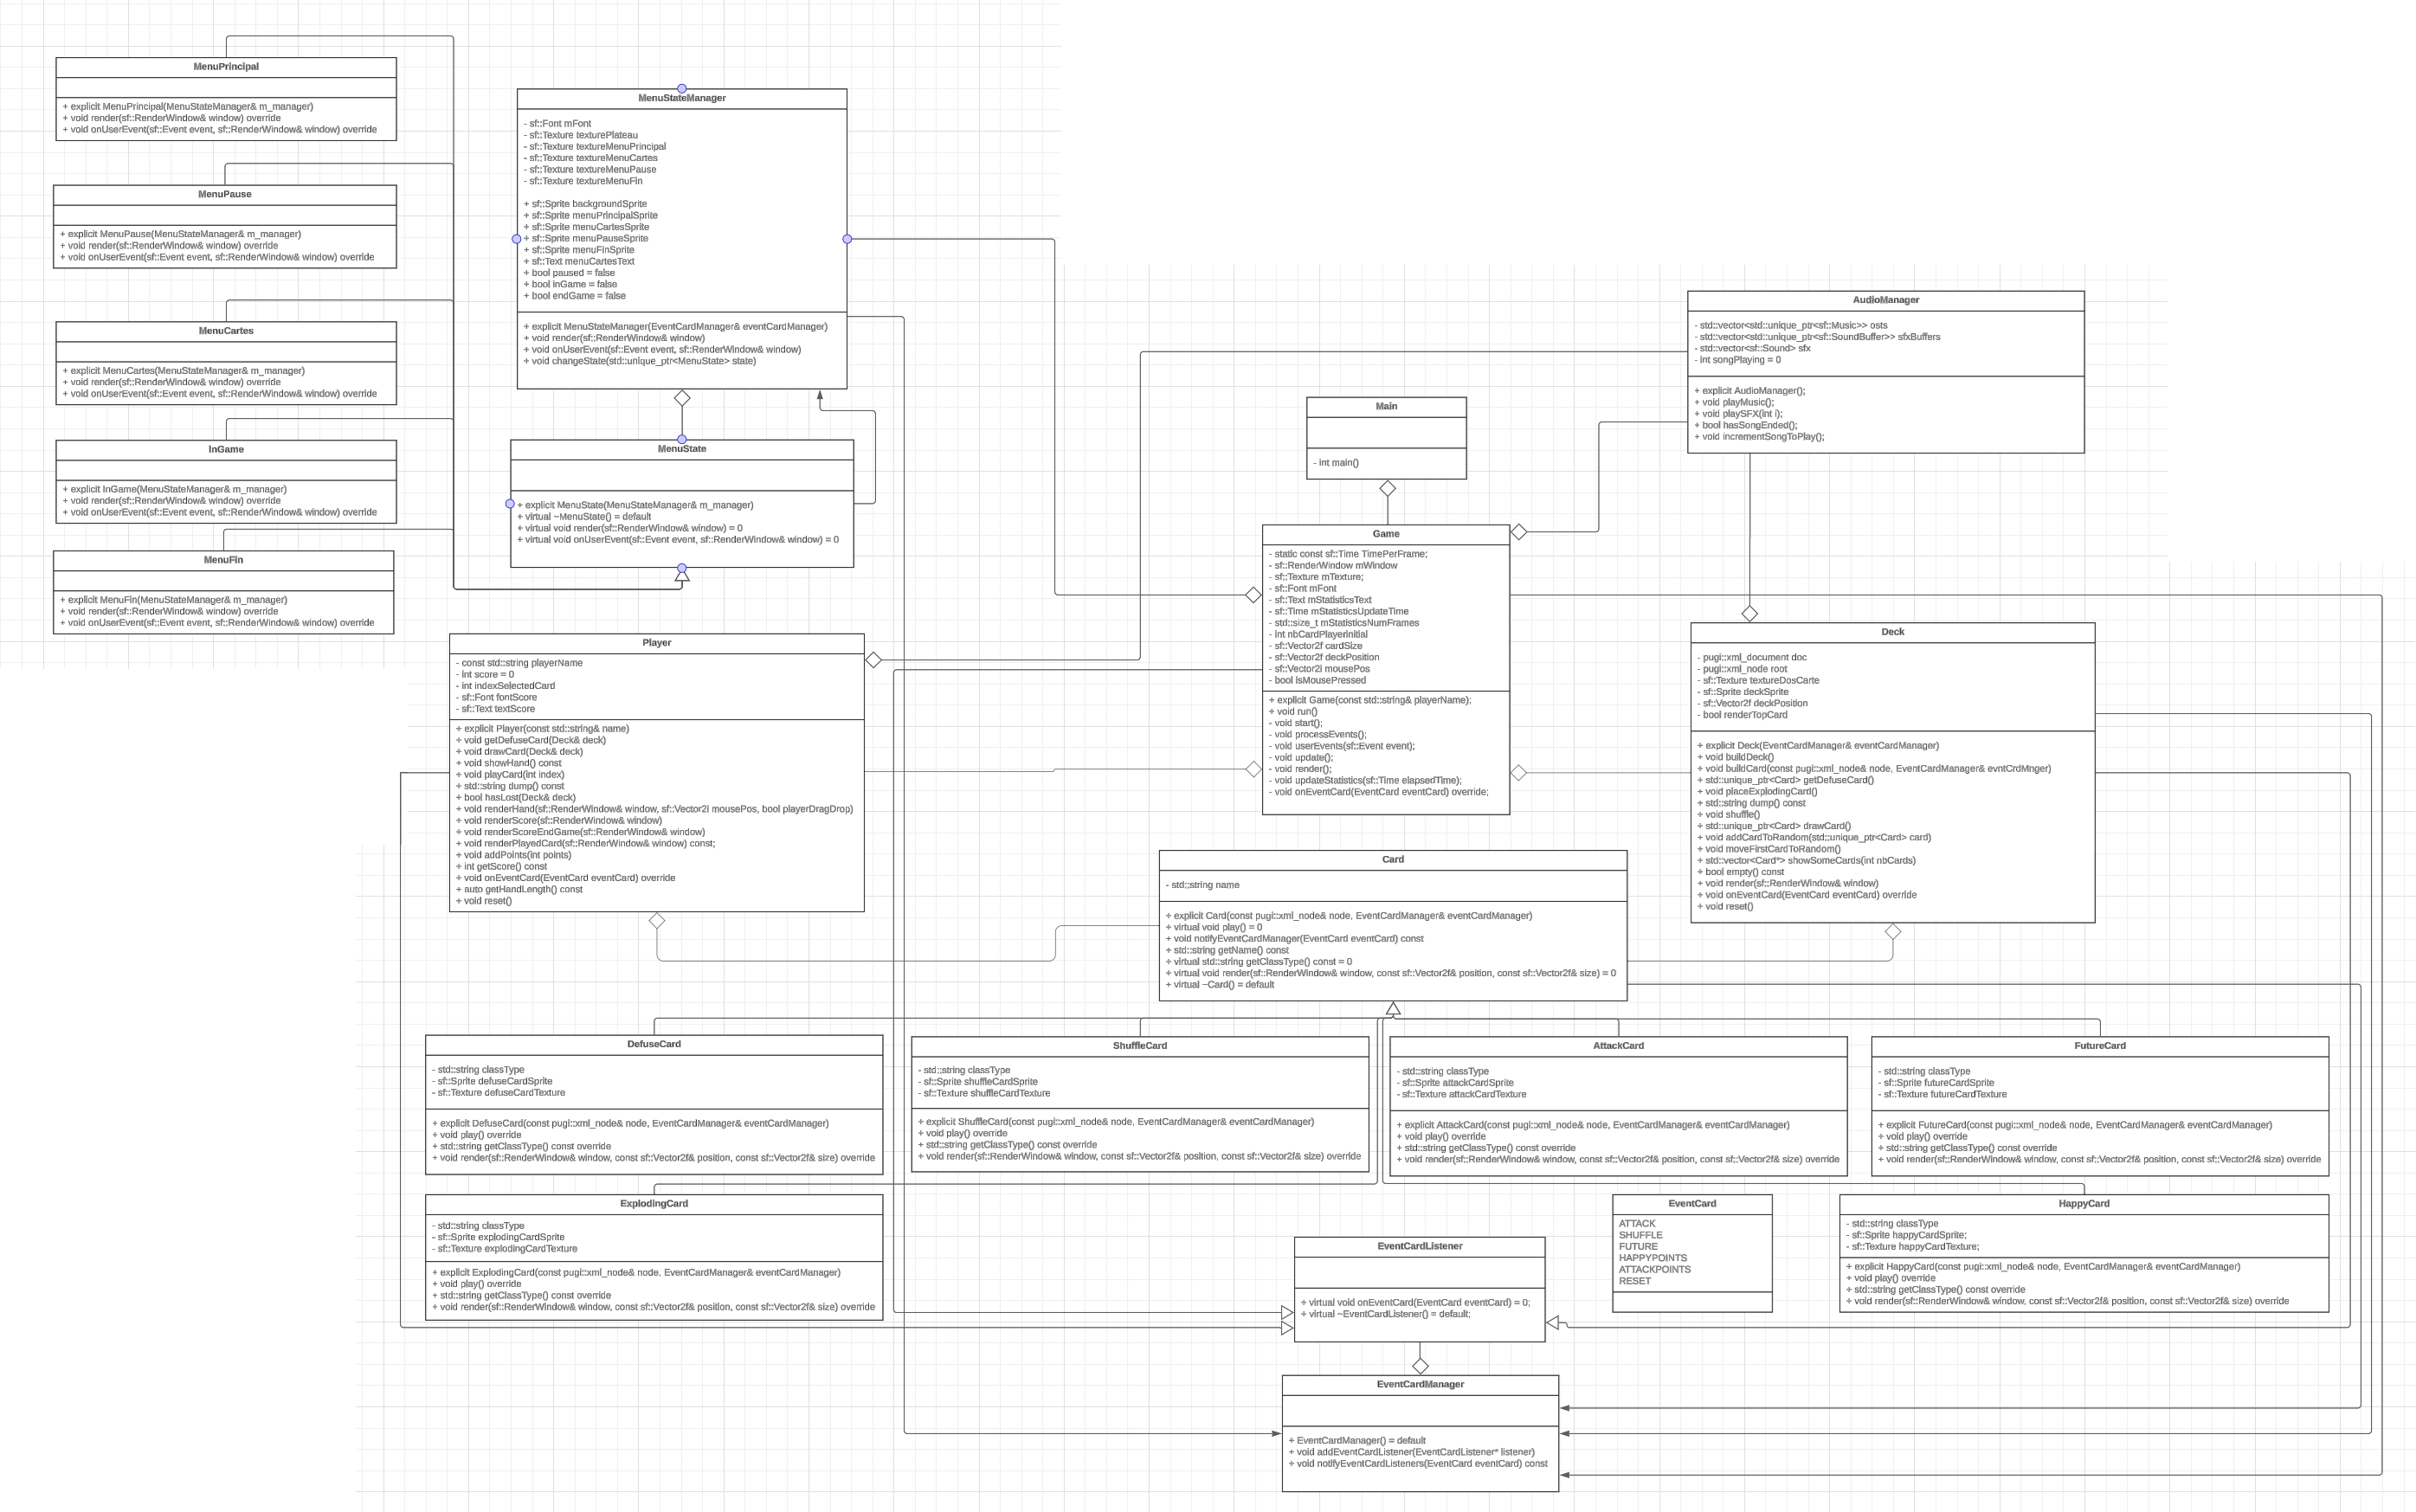 MenuPrincipal
+ explicit MenuPrincipal(MenuStateManager& m_manager)
+ void render(sf::RenderWindow& window) override
+ void onUserEvent(sf::Event event, sf::RenderWindow& window) override
MenuPause
+ explicit MenuPause(MenuStateManager& m_manager)
+ void render(sf::RenderWindow& window) override
+ void onUserEvent(sf::Event event, sf::RenderWindow& window) override
MenuCartes
+ explicit MenuCartes(MenuStateManager& m_manager)
+ void render(sf::RenderWindow& window) override
+ void onUserEvent(sf::Event event, sf::RenderWindow& window) override
InGame
+ explicit InGame(MenuStateManager& m_manager)
+ void render(sf::RenderWindow& window) override
+ void onUserEvent(sf::Event event, sf::RenderWindow& window) override
MenuFin
+ explicit MenuFin(MenuStateManager& m_manager)
+ void render(sf::RenderWindow& window) override
+ void onUserEvent(sf::Event event, sf::RenderWindow& window) override
MenuStateManager
- sf::Font mFont
- sf::Texture texturePlateau
- sf::Texture textureMenuPrincipal
- sf::Texture textureMenuCartes
- sf::Texture textureMenuPause
- sf::Texture textureMenuFin
+ sf::Sprite backgroundSprite
+ sf::Sprite menuPrincipalSprite
+ sf::Sprite menuCartesSprite
+ sf::Sprite menuPauseSprite
+ sf::Sprite menuFinSprite
+ sf::Text menuCartesText
+ bool paused = false
+ bool inGame = false
+ bool endGame = false
+ explicit MenuStateManager(EventCardManager& eventCardManager)
+ void render(sf::RenderWindow& window)
+ void onUserEvent(sf::Event event, sf::RenderWindow& window)
+ void changeState(std::unique_ptr<MenuState> state)
MenuState
+ explicit MenuState(MenuStateManager& m_manager)
+ virtual ~MenuState() = default
+ virtual void render(sf::RenderWindow& window) = 0
+ virtual void onUserEvent(sf::Event event, sf::RenderWindow& window) = 0
AudioManager
- std::vector<std::unique_ptr<sf::Music>> osts
- std::vector<std::unique_ptr<sf::SoundBuffer>> sfxBuffers
- std::vector<sf::Sound> sfx
- int songPlaying = 0
+ explicit AudioManager();
+ void playMusic();
+ void playSFX(int i);
+ bool hasSongEnded();
+ void incrementSongToPlay();
Main
- int main()
Game
- static const sf::Time TimePerFrame;
- sf::RenderWindow mWindow
- sf::Texture mTexture;
- sf::Font mFont
- sf::Text mStatisticsText
- sf::Time mStatisticsUpdateTime
- std::size_t mStatisticsNumFrames
- int nbCardPlayerInitial
- sf::Vector2f cardSize
- sf::Vector2f deckPosition
- sf::Vector2i mousePos
- bool isMousePressed
+ explicit Game(const std::string& playerName);
+ void run()
- void start();
- void processEvents();
- void userEvents(sf::Event event);
- void update();
- void render();
- void updateStatistics(sf::Time elapsedTime);
- void onEventCard(EventCard eventCard) override;
Player
- const std::string playerName
- int score = 0
- int indexSelectedCard
- sf::Font fontScore
- sf::Text textScore
+ explicit Player(const std::string& name)
+ void getDefuseCard(Deck& deck)
+ void drawCard(Deck& deck)
+ void showHand() const
+ void playCard(int index)
+ std::string dump() const
+ bool hasLost(Deck& deck)
+ void renderHand(sf::RenderWindow& window, sf::Vector2i mousePos, bool playerDragDrop)
+ void renderScore(sf::RenderWindow& window)
+ void renderScoreEndGame(sf::RenderWindow& window)
+ void renderPlayedCard(sf::RenderWindow& window) const;
+ void addPoints(int points)
+ int getScore() const
+ void onEventCard(EventCard eventCard) override
+ auto getHandLength() const
+ void reset()
Deck
- pugi::xml_document doc
- pugi::xml_node root
- sf::Texture textureDosCarte
- sf::Sprite deckSprite
- sf::Vector2f deckPosition
- bool renderTopCard
+ explicit Deck(EventCardManager& eventCardManager)
+ void buildDeck()
+ void buildCard(const pugi::xml_node& node, EventCardManager& evntCrdMnger)
+ std::unique_ptr<Card> getDefuseCard()
+ void placeExplodingCard()
+ std::string dump() const
+ void shuffle()
+ std::unique_ptr<Card> drawCard()
+ void addCardToRandom(std::unique_ptr<Card> card)
+ void moveFirstCardToRandom()
+ std::vector<Card*> showSomeCards(int nbCards)
+ bool empty() const
+ void render(sf::RenderWindow& window)
+ void onEventCard(EventCard eventCard) override
+ void reset()
Card
- std::string name
+ explicit Card(const pugi::xml_node& node, EventCardManager& eventCardManager)
+ virtual void play() = 0
+ void notifyEventCardManager(EventCard eventCard) const
+ std::string getName() const
+ virtual std::string getClassType() const = 0
+ virtual void render(sf::RenderWindow& window, const sf::Vector2f& position, const sf::Vector2f& size) = 0
+ virtual ~Card() = default
DefuseCard
- std::string classType
- sf::Sprite defuseCardSprite
- sf::Texture defuseCardTexture
+ explicit DefuseCard(const pugi::xml_node& node, EventCardManager& eventCardManager)
+ void play() override
+ std::string getClassType() const override
+ void render(sf::RenderWindow& window, const sf::Vector2f& position, const sf::Vector2f& size) override
ShuffleCard
- std::string classType
- sf::Sprite shuffleCardSprite
- sf::Texture shuffleCardTexture
+ explicit ShuffleCard(const pugi::xml_node& node, EventCardManager& eventCardManager)
+ void play() override
+ std::string getClassType() const override
+ void render(sf::RenderWindow& window, const sf::Vector2f& position, const sf::Vector2f& size) override
AttackCard
- std::string classType
- sf::Sprite attackCardSprite
- sf::Texture attackCardTexture
+ explicit AttackCard(const pugi::xml_node& node, EventCardManager& eventCardManager)
+ void play() override
+ std::string getClassType() const override
+ void render(sf::RenderWindow& window, const sf::Vector2f& position, const sf::Vector2f& size) override
FutureCard
- std::string classType
- sf::Sprite futureCardSprite
- sf::Texture futureCardTexture
+ explicit FutureCard(const pugi::xml_node& node, EventCardManager& eventCardManager)
+ void play() override
+ std::string getClassType() const override
+ void render(sf::RenderWindow& window, const sf::Vector2f& position, const sf::Vector2f& size) override
ExplodingCard
- std::string classType
- sf::Sprite explodingCardSprite
- sf::Texture explodingCardTexture
+ explicit ExplodingCard(const pugi::xml_node& node, EventCardManager& eventCardManager)
+ void play() override
+ std::string getClassType() const override
+ void render(sf::RenderWindow& window, const sf::Vector2f& position, const sf::Vector2f& size) override
EventCardListener
+ virtual void onEventCard(EventCard eventCard) = 0;
+ virtual ~EventCardListener() = default;
EventCard
ATTACK
SHUFFLE
FUTURE
HAPPYPOINTS
ATTACKPOINTS
RESET
HappyCard
- std::string classType
- sf::Sprite happyCardSprite;
- sf::Texture happyCardTexture;
+ explicit HappyCard(const pugi::xml_node& node, EventCardManager& eventCardManager)
+ void play() override
+ std::string getClassType() const override
+ void render(sf::RenderWindow& window, const sf::Vector2f& position, const sf::Vector2f& size) override
EventCardManager
+ EventCardManager() = default
+ void addEventCardListener(EventCardListener* listener)
+ void notifyEventCardListeners(EventCard eventCard) const